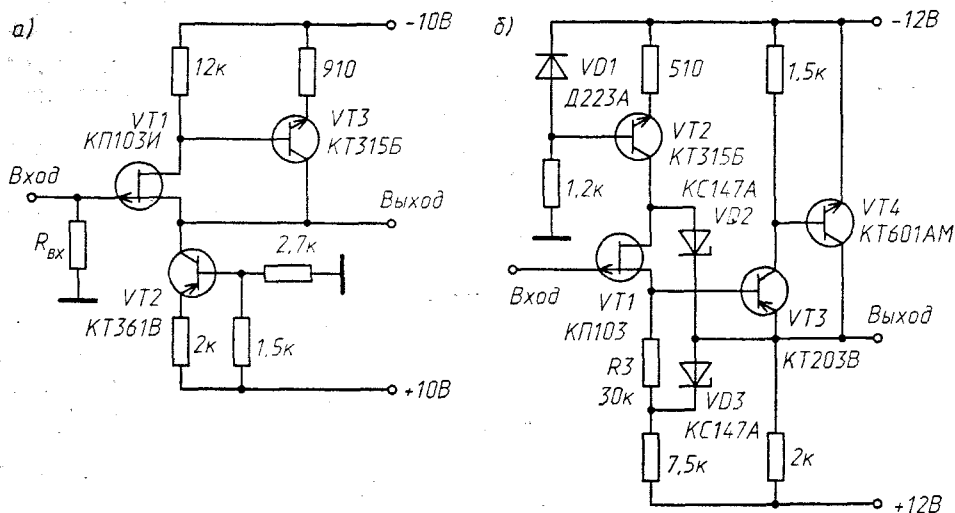 а)
-10В
12к
910
VT1
КП103И
VT3
КТ315Б
Вход
Выход
Rвх
2,7к
VT2
КТ361В
2к
1,5к
+10В
б)
-12В
VD1
Д223А
510
1,5к
VT2
КТ315Б
1,2к
КС147А
VD2
VT4
КТ601АМ
Вход
VT1
КП103
VT3
Выход
КТ203В
R3
30к
VD3
КС147А
7,5к
2к
+12В